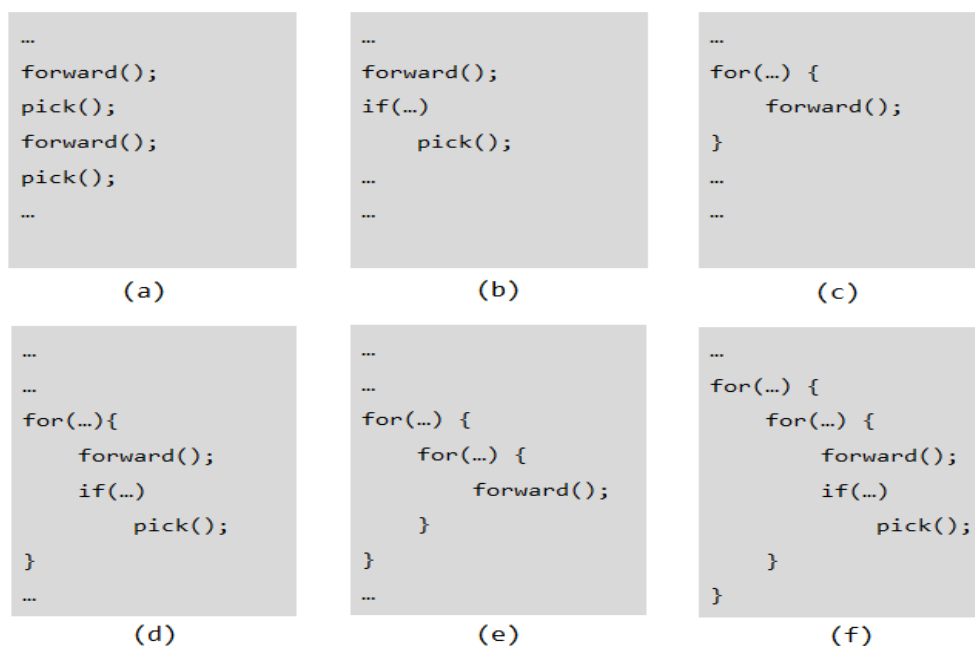 …
forward();
pick();
forward();
pick();
…
(a)
…
forward();
if(…)
pick();
…
…
(b)
…
for(…) {
forward();
}
…
…
(c)
…
…
for(…){
forward();
if(…)
pick();
}
…
(d)
…
…
for(…) {
for(…) {
forward();
}
}
…
(e)
…
for(…) {
for(…) {
forward();
if(…)
pick();
}
}
(f)